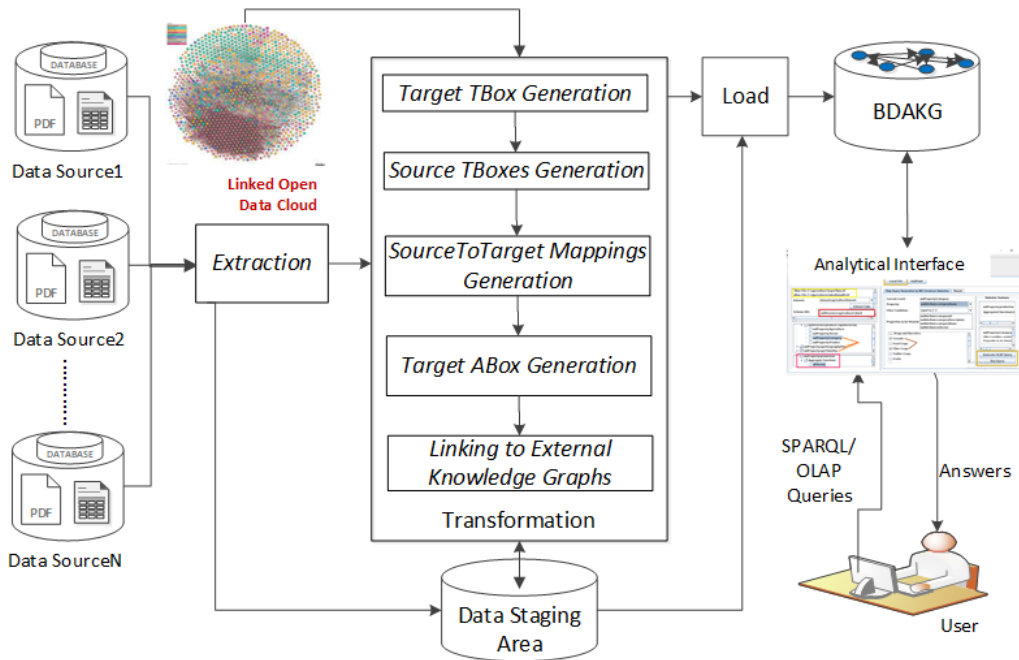 DATABASE
PDF
Data Source1
DATABASE
PDF
Data Source2
DATABASE
PDF
Data SourceN
Linked Open
Data Cloud
Extraction
Target TBox Generation
Source TBoxes Generation
SourceToTarget Mappings
Generation
Target ABox Generation
Linking to External
Knowledge Graphs
Transformation
Data Staging
Area
Load
BDAKG
Analytical Interface
SPARQL/
OLAP
Queries
Answers
User